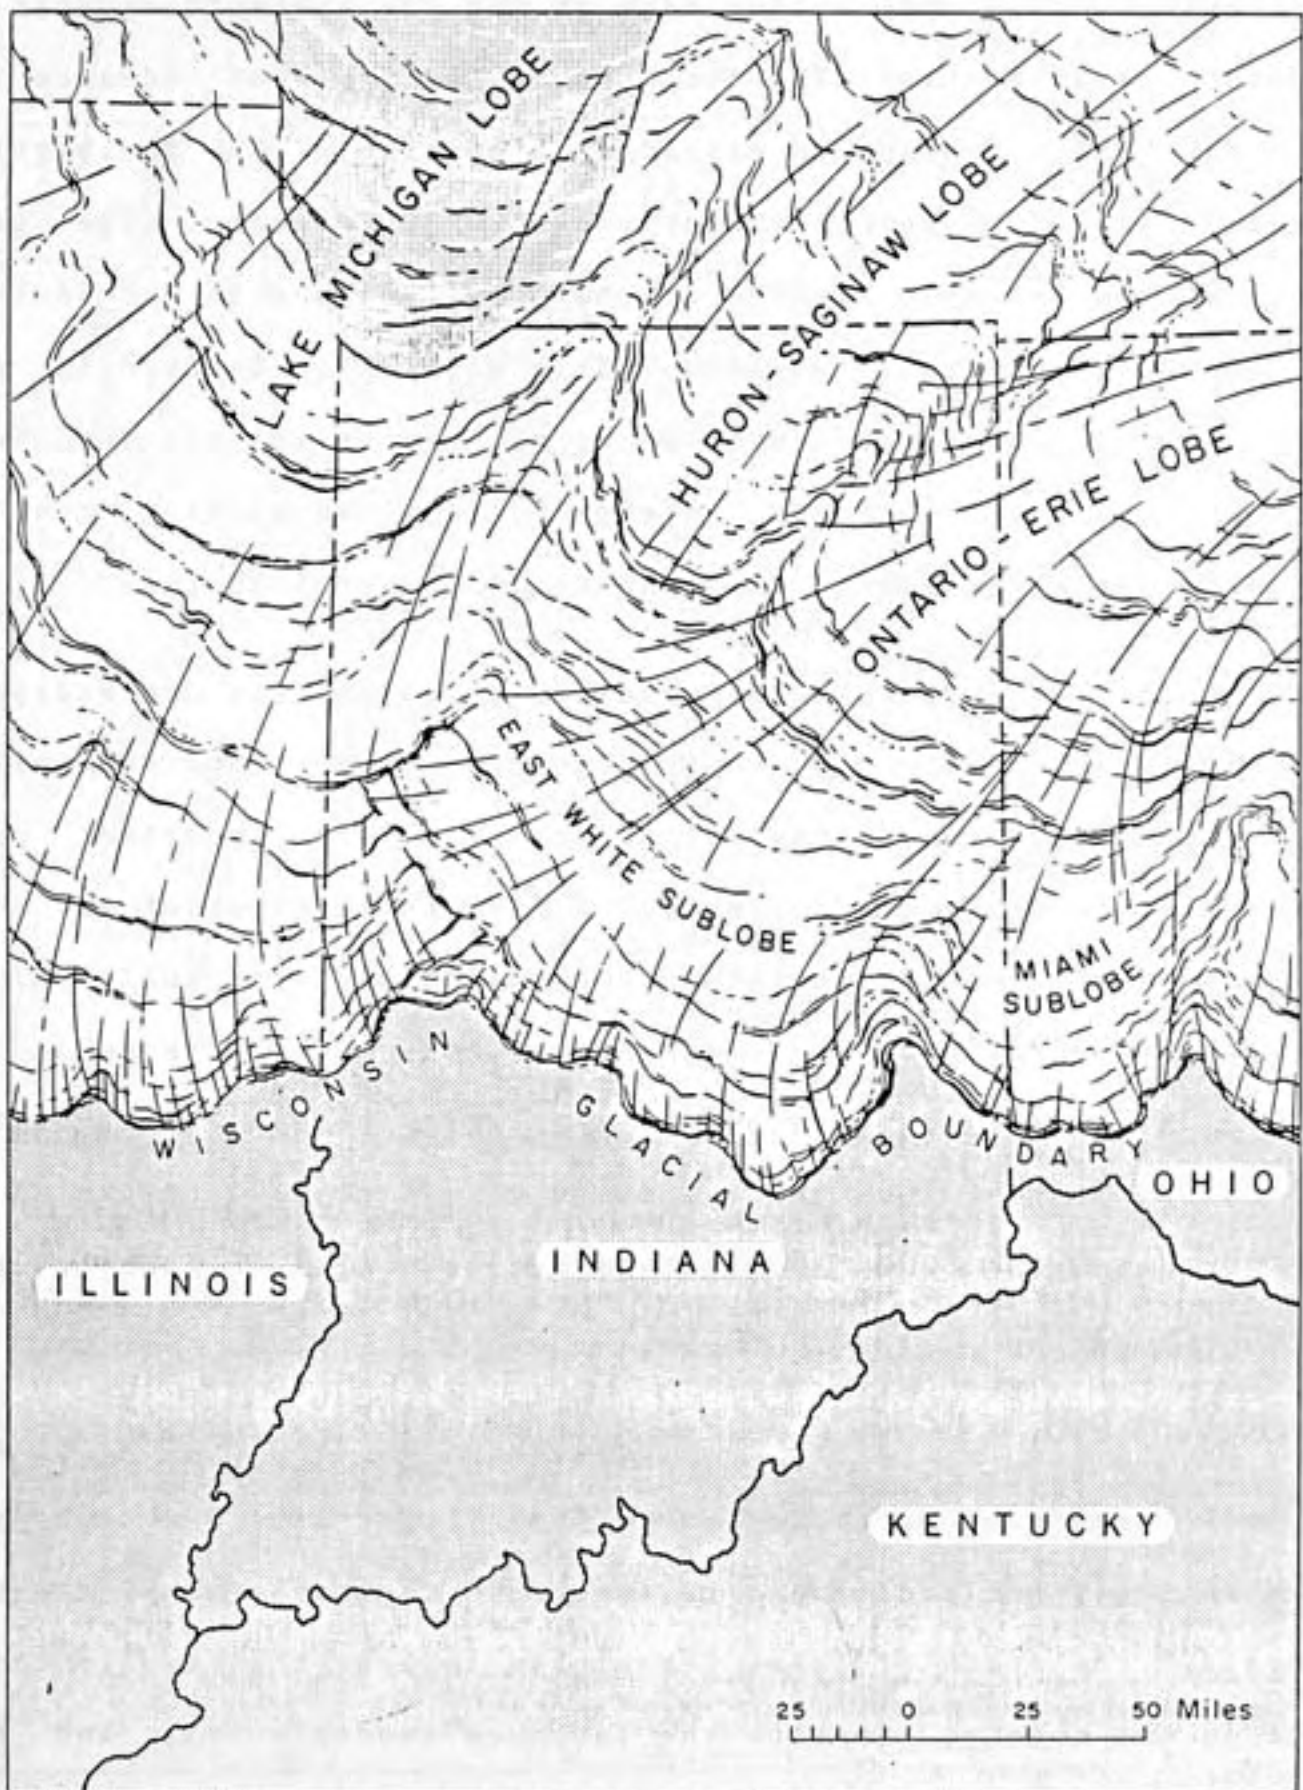 LAKE MICHIGAN LOBE
HURON-SAGINAW LOBE
ONTARIO-ERIE LOBE
EAST WHITE SUBLOBE
MIAMI
SUBLOBE
WISCONSIN GLACIAL BOUNDARY
OHIO
INDIANA
ILLINOIS
KENTUCKY
25 0 25 50 Miles